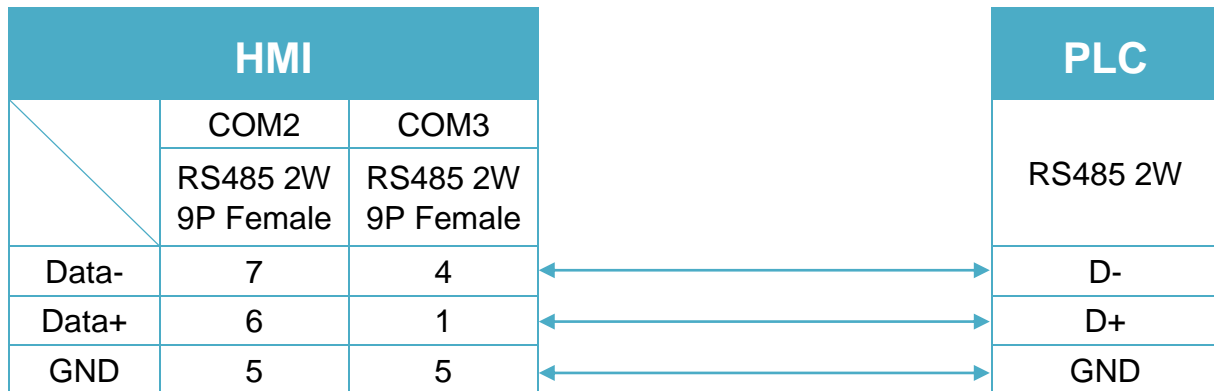 HMI PLC
COM2 COM3
RS485 2W RS485 2W RS485 2W
9P Female 9P Female
Data- 7 4 D-
Data+ 6 1 D+
GND 5 5 GND